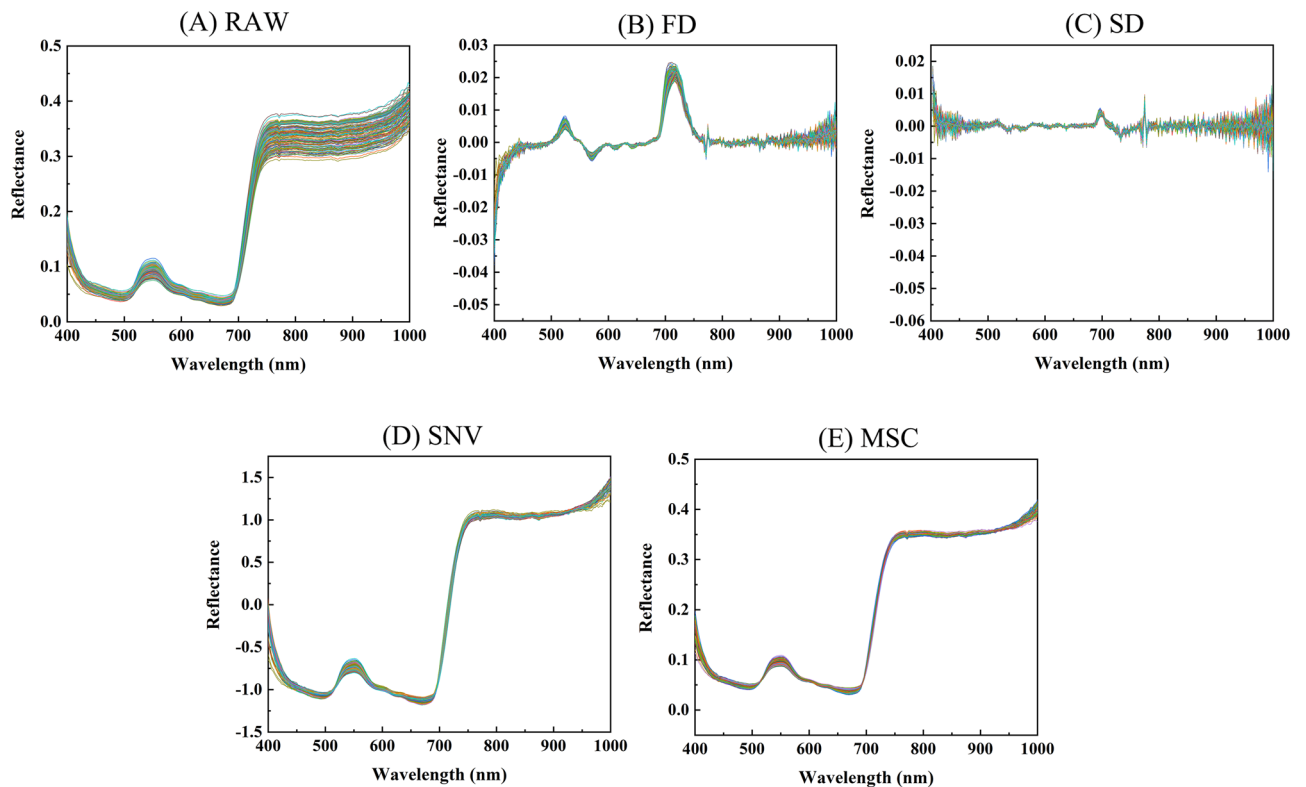 (A) RAW
0.5
0.4
0.3
0.2
0.1
0.0
Reflectance
400 500 600 700 800 900 1000
Wavelength (nm)
(B) FD
0.03
0.02
0.01
0.00
-0.01
-0.02
-0.03
-0.04
-0.05
Reflectance
400 500 600 700 800 900 1000
Wavelength (nm)
(C) SD
0.02
0.01
0.00
-0.01
-0.02
-0.03
-0.04
-0.05
-0.06
Reflectance
400 500 600 700 800 900 1000
Wavelength (nm)
(D) SNV
1.5
1.0
0.5
0.0
-0.5
-1.0
-1.5
Reflectance
400 500 600 700 800 900 1000
Wavelength (nm)
(E) MSC
0.5
0.4
0.3
0.2
0.1
0.0
Reflectance
400 500 600 700 800 900 1000
Wavelength (nm)